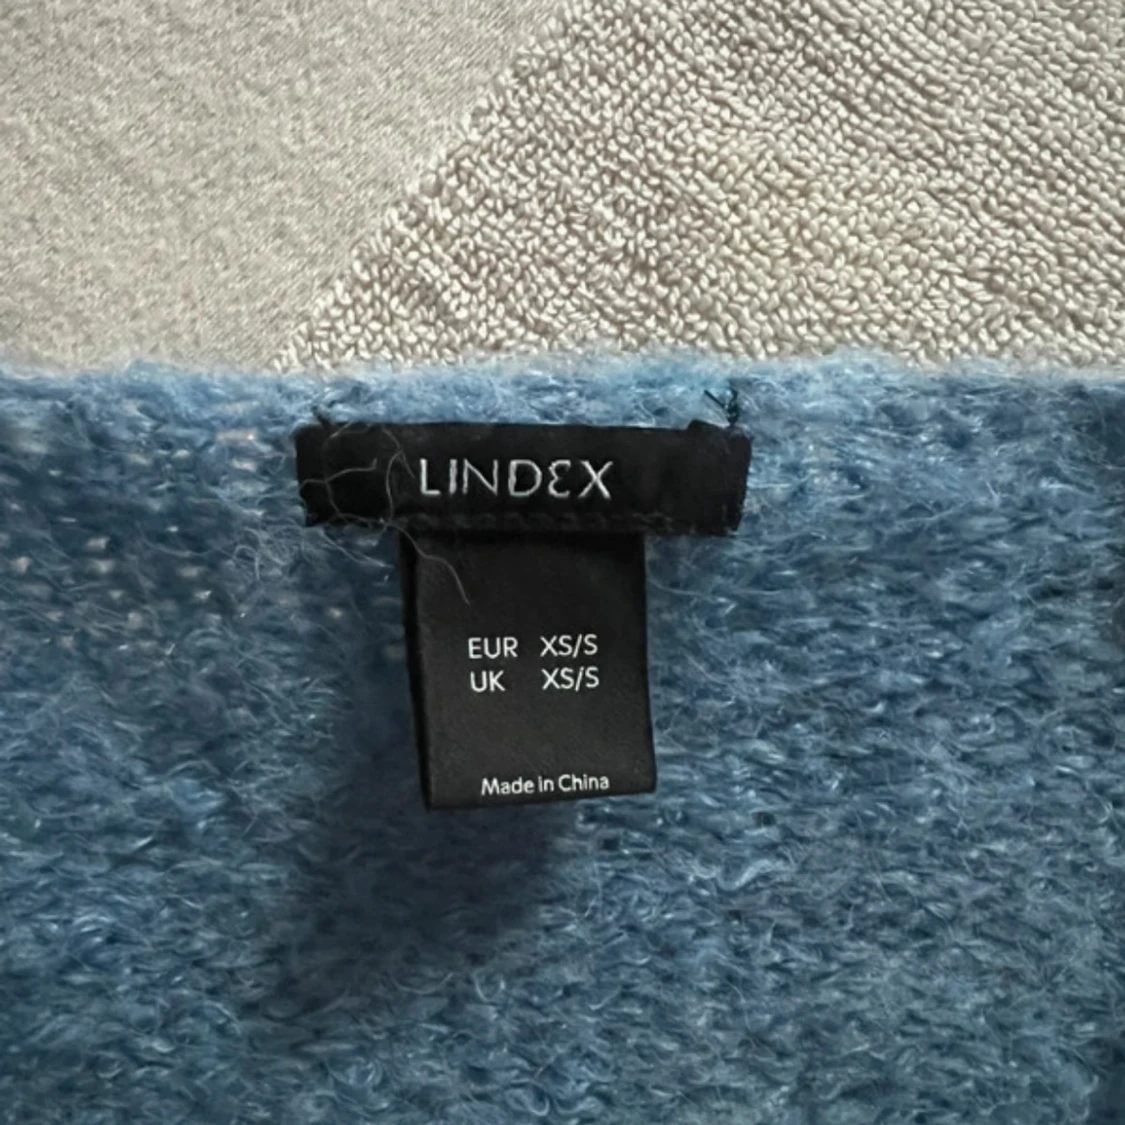 LINDEX
EUR XS/S
UK XS/S
Made in China